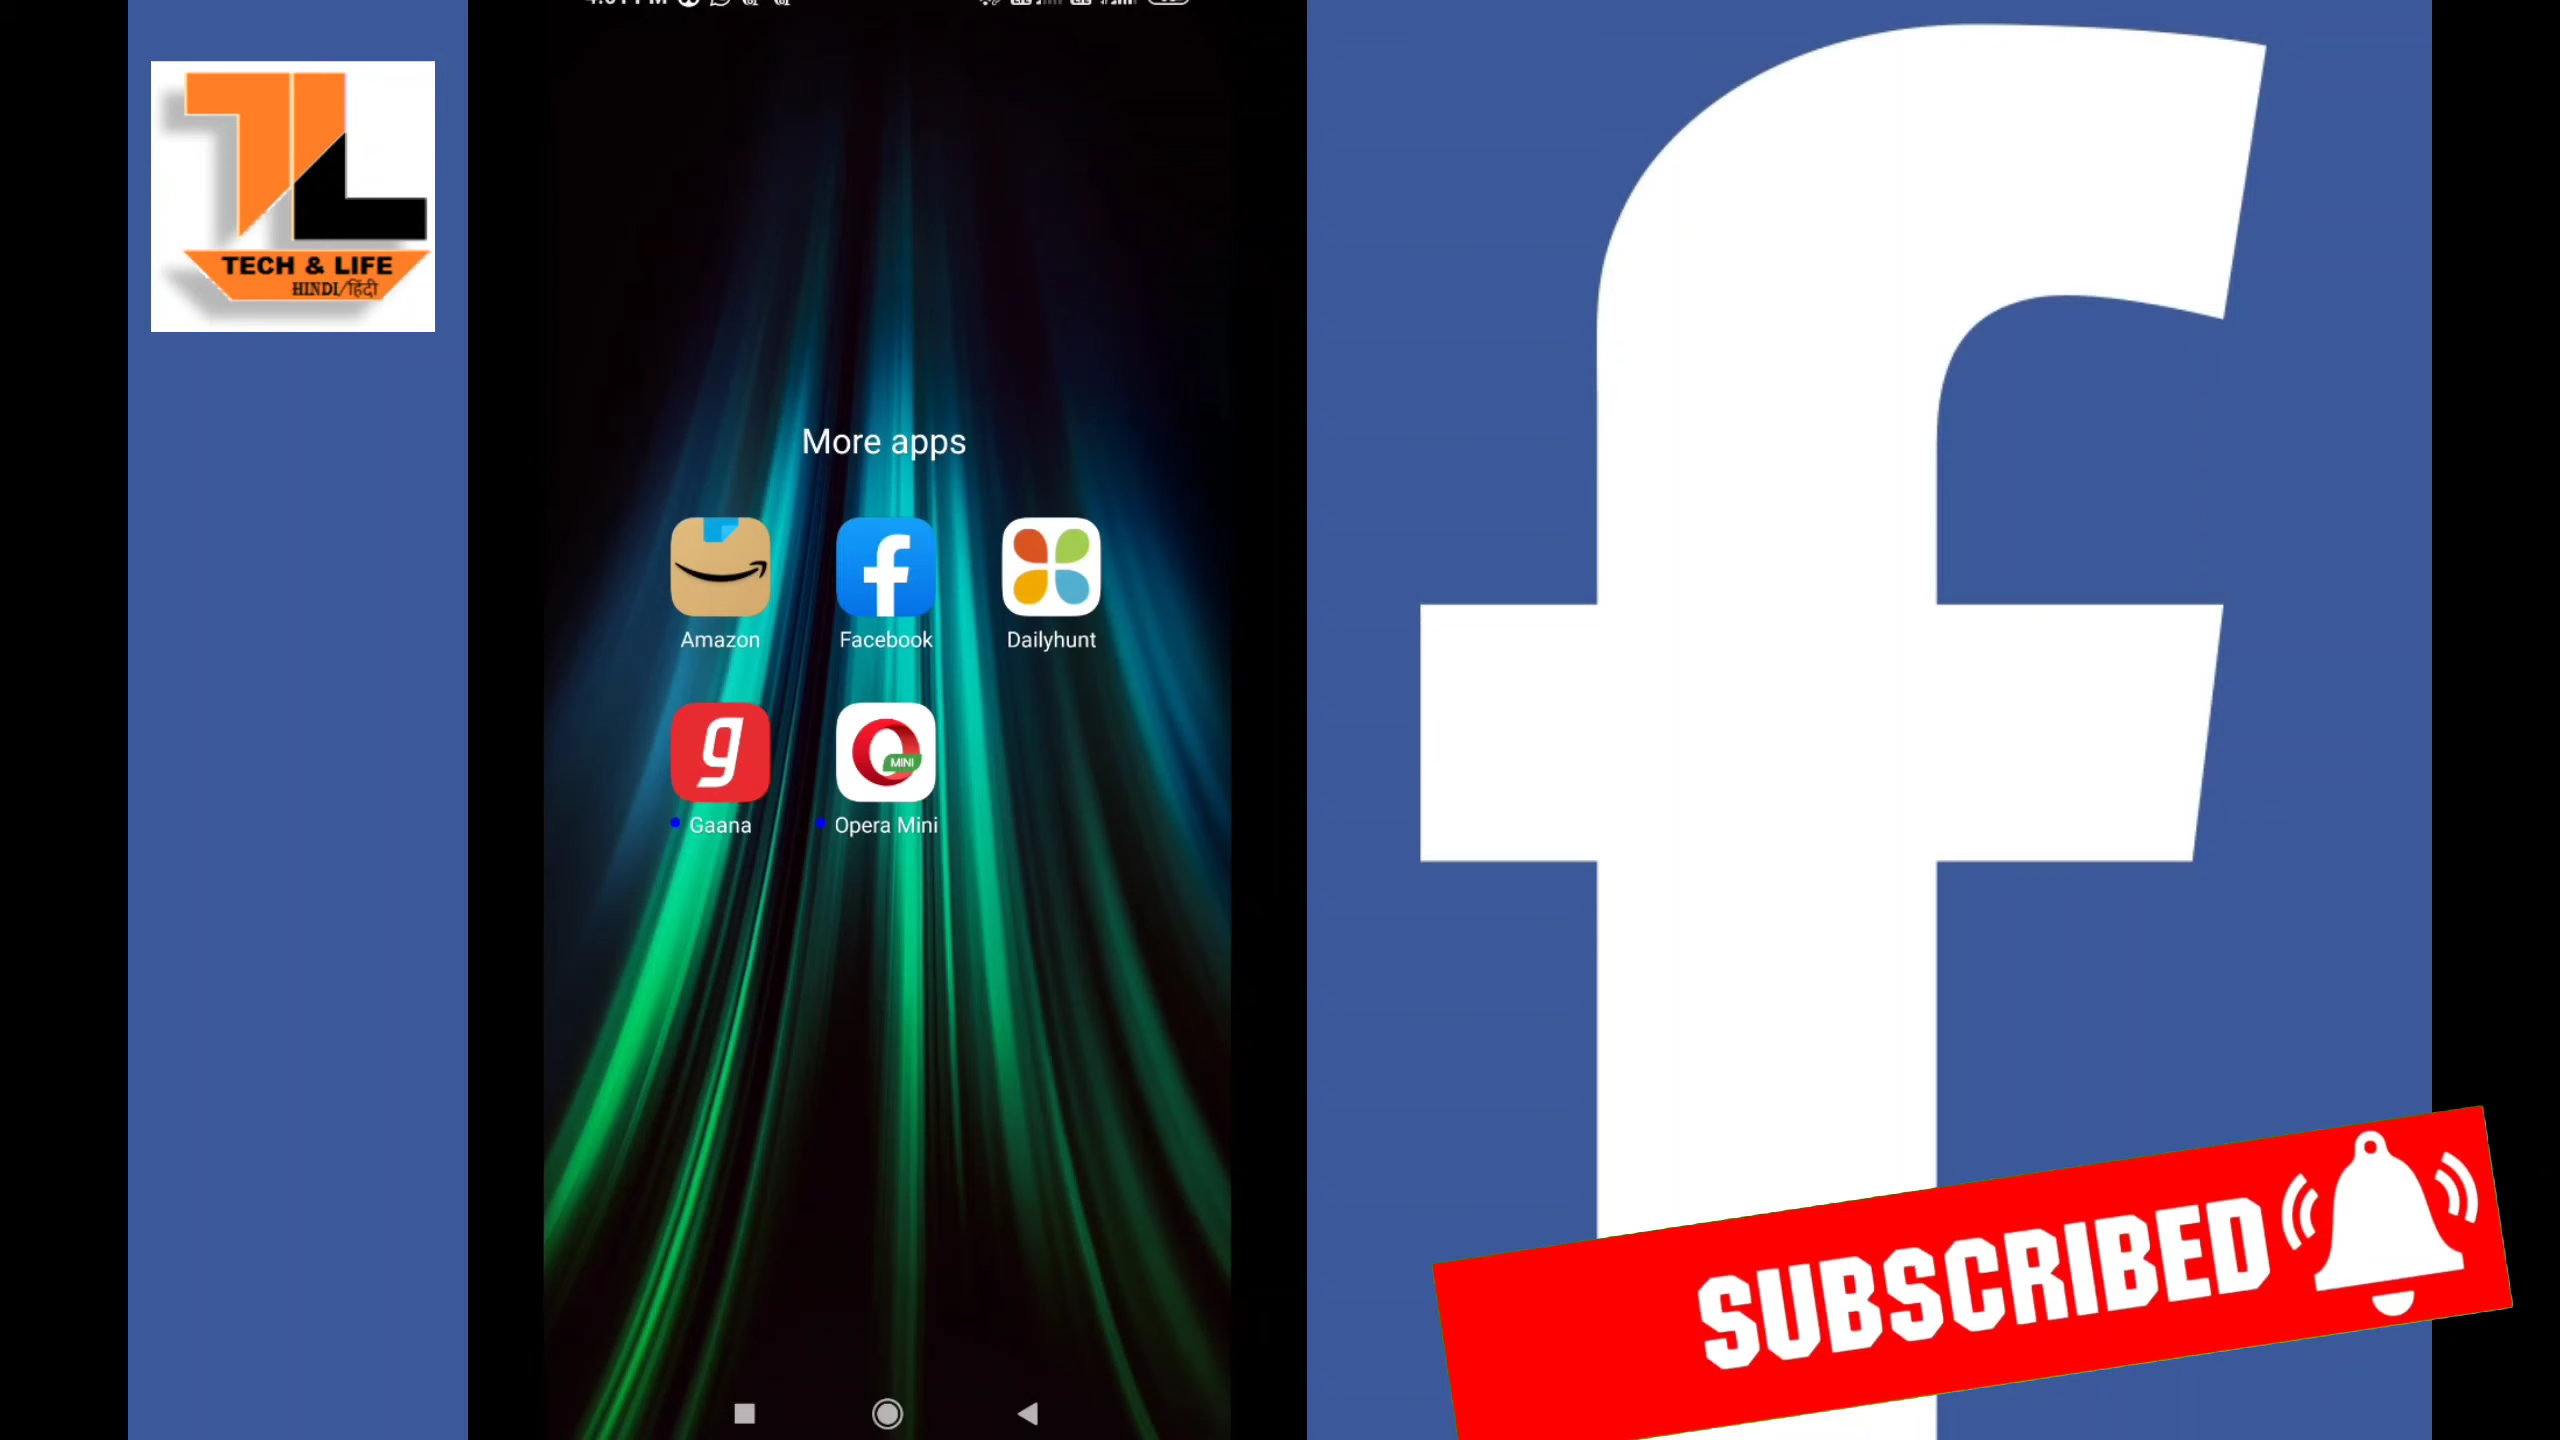 TECH & LIFE
HINDI/हिंदी
More apps
Amazon
Facebook
Dailyhunt
Gaana
MINI
Opera Mini
SUBSCRIBED